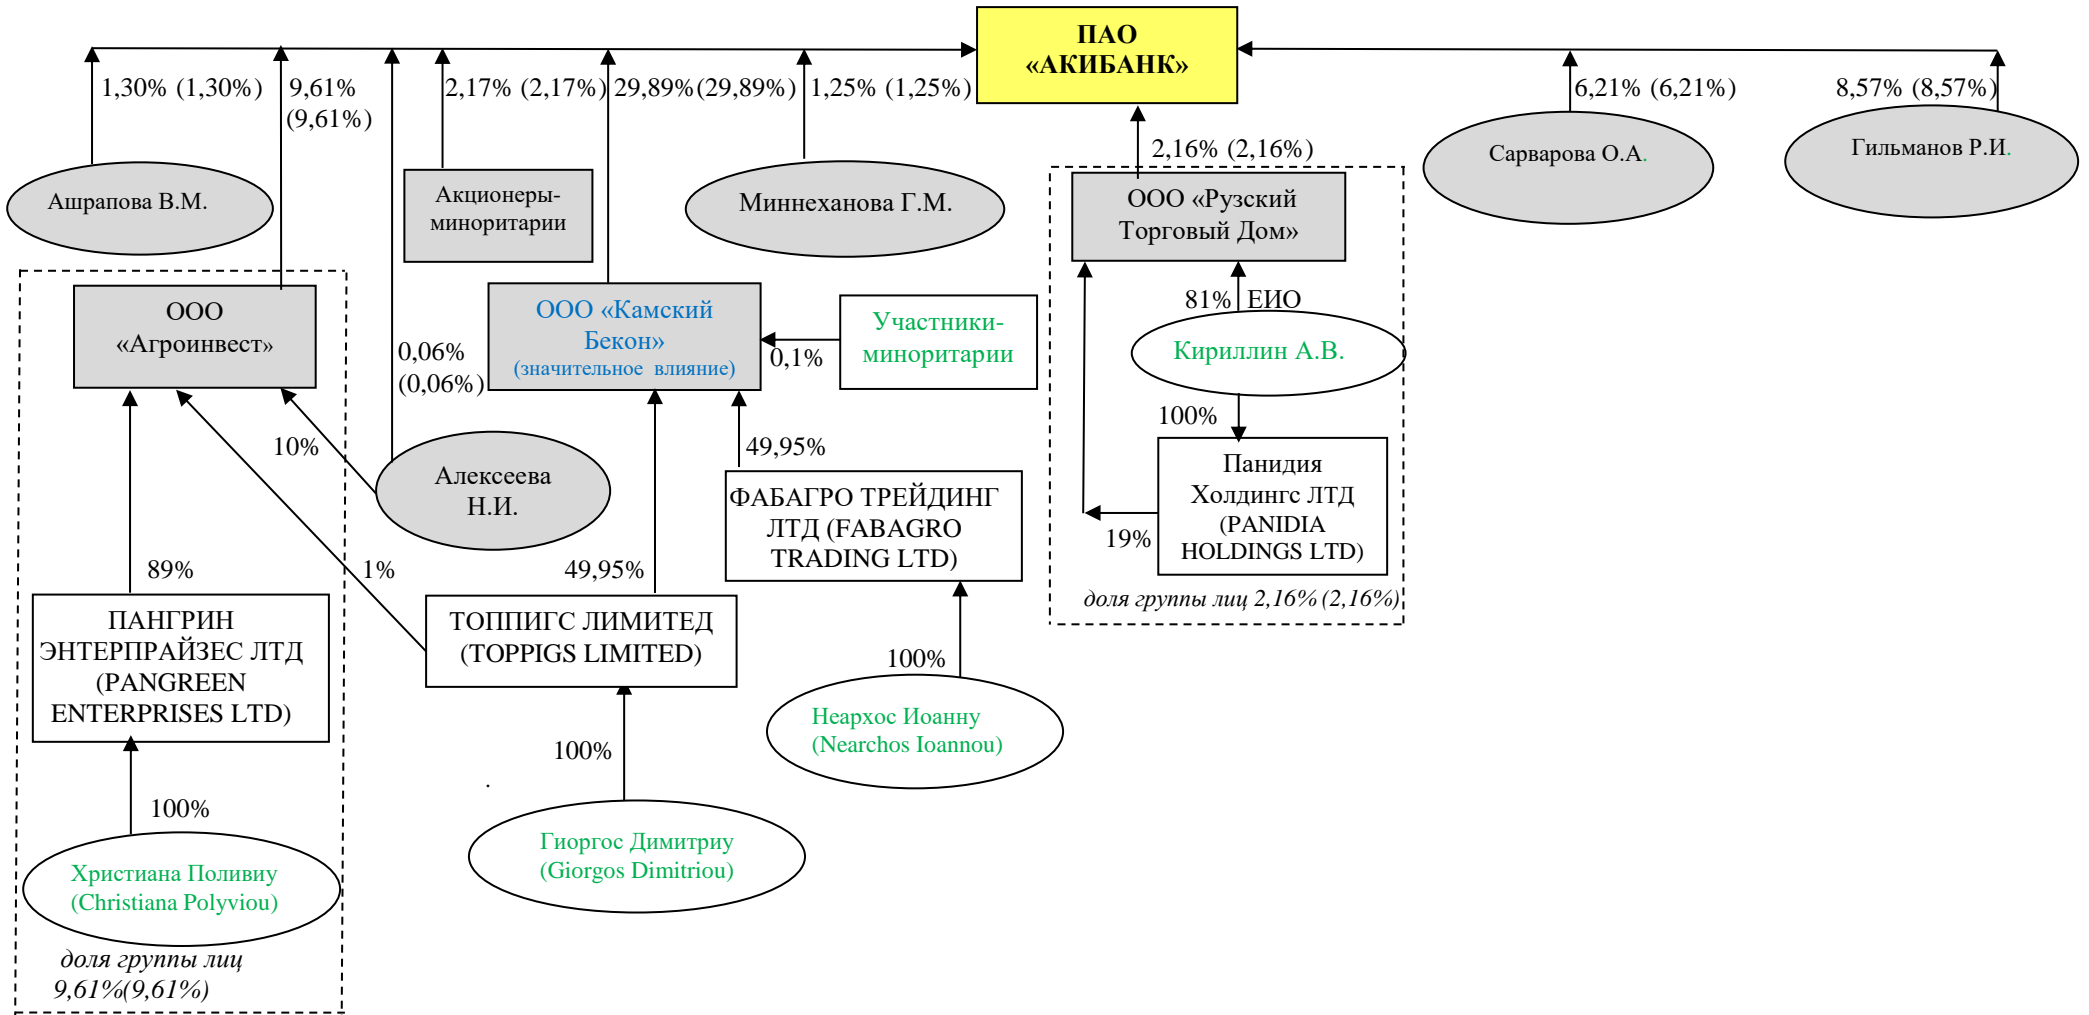 ПАО
«АКИБАНК»
1,30% (1,30%)
9,61%
(9,61%)
2,17% (2,17%)
29,89%(29,89%)
1,25% (1,25%)
6,21% (6,21%)
8,57% (8,57%)
2,16% (2,16%)
Ашрапова В.М.
Акционеры-
миноритарии
Миннеханова Г.М.
ООО «Рузский
Торговый Дом»
Сарварова О.А.
Гильманов Р.И.
ООО
«Агроинвест»
0,06%
(0,06%)
ООО «Камский
Бекон»
(значительное влияние)
0,1%
Участники-
миноритарии
81% ЕИО
Кириллин А.В.
100%
10%
Алексеева
Н.И.
49,95%
ФАБАГРО ТРЕЙДИНГ
ЛТД (FABAGRO
TRADING LTD)
Панидия
Холдингс ЛТД
(PANIDIA
HOLDINGS LTD)
19%
доля группы лиц 2,16% (2,16%)
89%
1%
49,95%
ПАНГРИН
ЭНТЕРПРАЙЗЕС ЛТД
(PANGREEN
ENTERPRISES LTD)
ТОППИГС ЛИМИТЕД
(TOPPIGS LIMITED)
100%
Неархос Иоанну
(Nearchos Ioannou)
100%
.
100%
Гиоргос Димитриу
(Giorgos Dimitriou)
Христиана Поливиу
(Christiana Polyviou)
доля группы лиц
9,61%(9,61%)